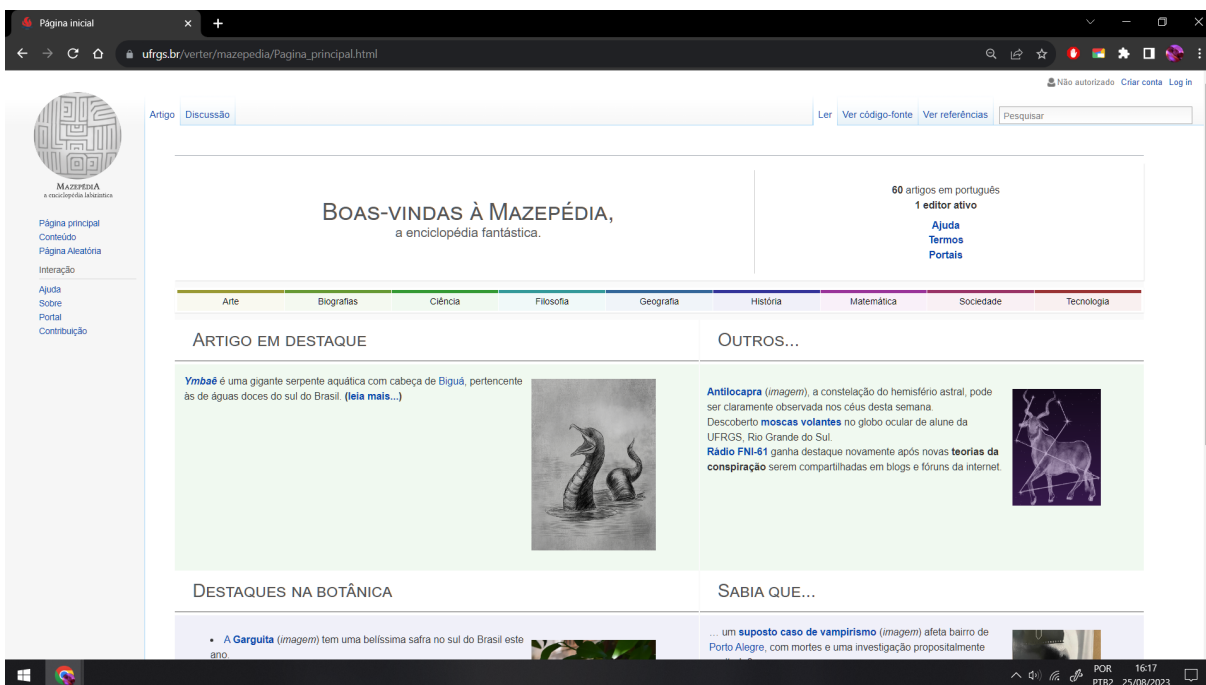 Página inicial
ufrgs.br/verter/mazepedia/Pagina_principal.html
Não autorizado Criar conta Log in
Artigo Discussão
Ler Ver código-fonte Ver referências Pesquisar
MAZEPÉDIA
a enciclopédia labiríntica
Página principal
Conteúdo
Página Aleatória
Interação
Ajuda
Sobre
Portal
Contribuição
BOAS-VINDAS À MAZEPÉDIA,
a enciclopédia fantástica.
60 artigos em português
1 editor ativo
Ajuda
Termos
Portais
Arte Biografias Ciência Filosofia Geografia História Matemática Sociedade Tecnologia
ARTIGO EM DESTAQUE
Ymbaê é uma gigante serpente aquática com cabeça de Biguá, pertencente
às de águas doces do sul do Brasil. (leia mais...)
OUTROS...
Antilocapra (imagem), a constelação do hemisfério astral, pode
ser claramente observada nos céus desta semana.
Descoberto moscas volantes no globo ocular de alune da
UFRGS, Rio Grande do Sul.
Rádio FNI-61 ganha destaque novamente após novas teorias da
conspiração serem compartilhadas em blogs e fóruns da internet.
DESTAQUES NA BOTÂNICA
• A Garguita (imagem) tem uma belíssima safra no sul do Brasil este
ano.
SABIA QUE...
... um suposto caso de vampirismo (imagem) afeta bairro de
Porto Alegre, com mortes e uma investigação propositalmente
POR 16:17
PTB2 25/08/2023